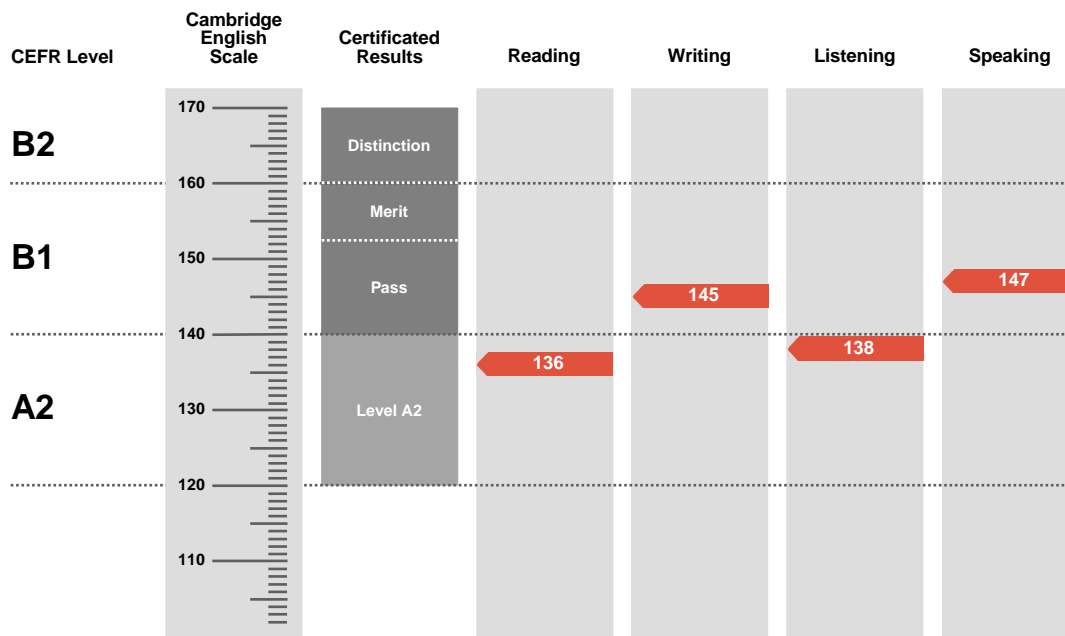 CEFR Level
Cambridge
English
Scale
Certificated
Results
Reading
Writing
Listening
Speaking
170
B2
Distinction
160
Merit
B1
150
Pass
147
145
140
138
136
A2
130
Level A2
120
110